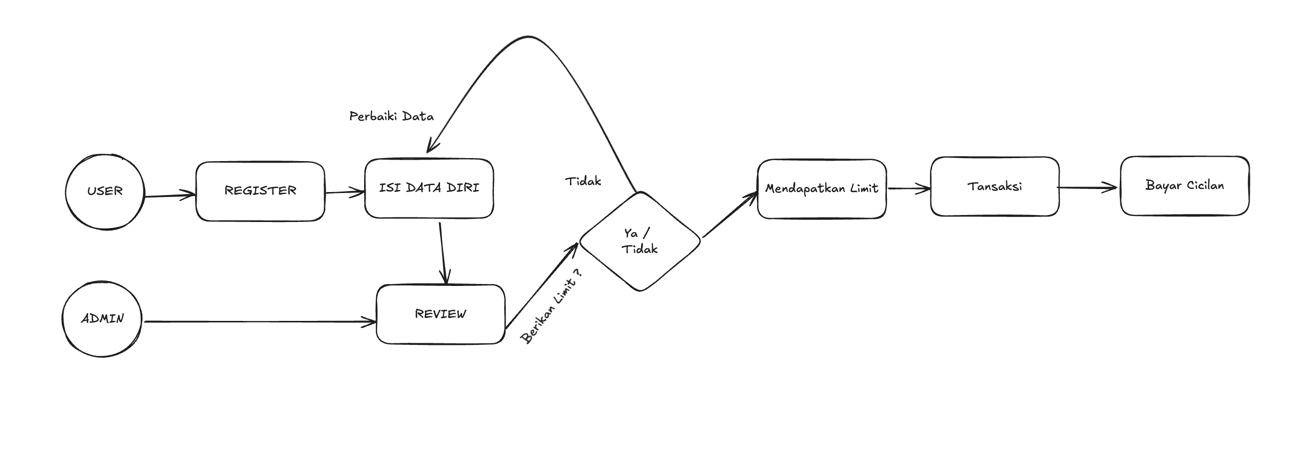 Perbaiki Data
USER
REGISTER
ISI DATA DIRI
Tidak
Ya /
Tidak
Mendapatkan Limit
Tansaksi
Bayar Cicilan
ADMIN
REVIEW
Berikan Limit ?